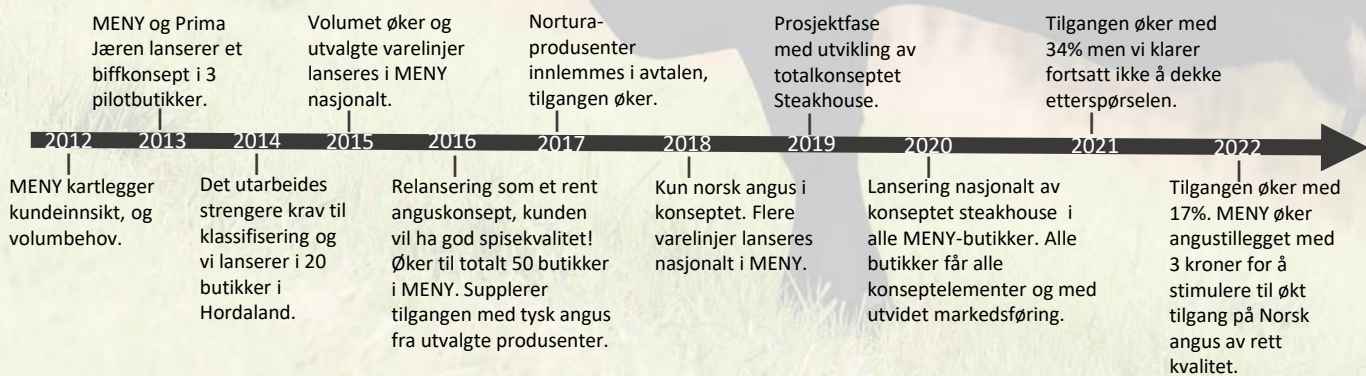 MENY og Prima
Jæren lanserer et
biffkonsept i 3
pilotbutikker.
Volumet øker og
utvalgte varelinjer
lanseres i MENY
nasjonalt.
Nortura-
produsenter
innlemmes i avtalen,
tilgangen øker.
Prosjektfase
med utvikling av
totalkonseptet
Steakhouse.
Tilgangen øker med
34% men vi klarer
fortsatt ikke å dekke
etterspørselen.
2012 2013 2014 2015 2016 2017 2018 2019 2020 2021 2022
MENY kartlegger
kundeinnsikt, og
volumbehov.
Det utarbeides
strengere krav til
klassifisering og
vi lanserer i 20
butikker i
Hordaland.
Relansering som et rent
anguskonsept, kunden
vil ha god spisekvalitet!
Øker til totalt 50 butikker
i MENY. Supplerer
tilgangen med tysk angus
fra utvalgte produsenter.
Kun norsk angus i
konseptet. Flere
varelinjer lanseres
nasjonalt i MENY.
Lansering nasjonalt av
konseptet steakhouse i
alle MENY-butikker. Alle
butikker får alle
konseptelementer og med
utvidet markedsføring.
Tilgangen øker med
17%. MENY øker
angustillegget med
3 kroner for å
stimulere til økt
tilgang på Norsk
angus av rett
kvalitet.